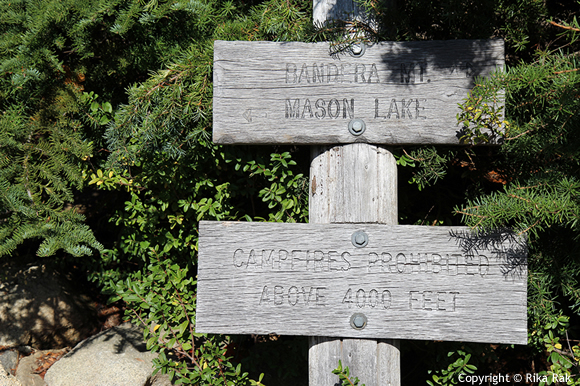 BANDERA MT.
← MASON LAKE
CAMPFIRES PROHIBITED
ABOVE 4000 FEET
Copyright © Rika Rak